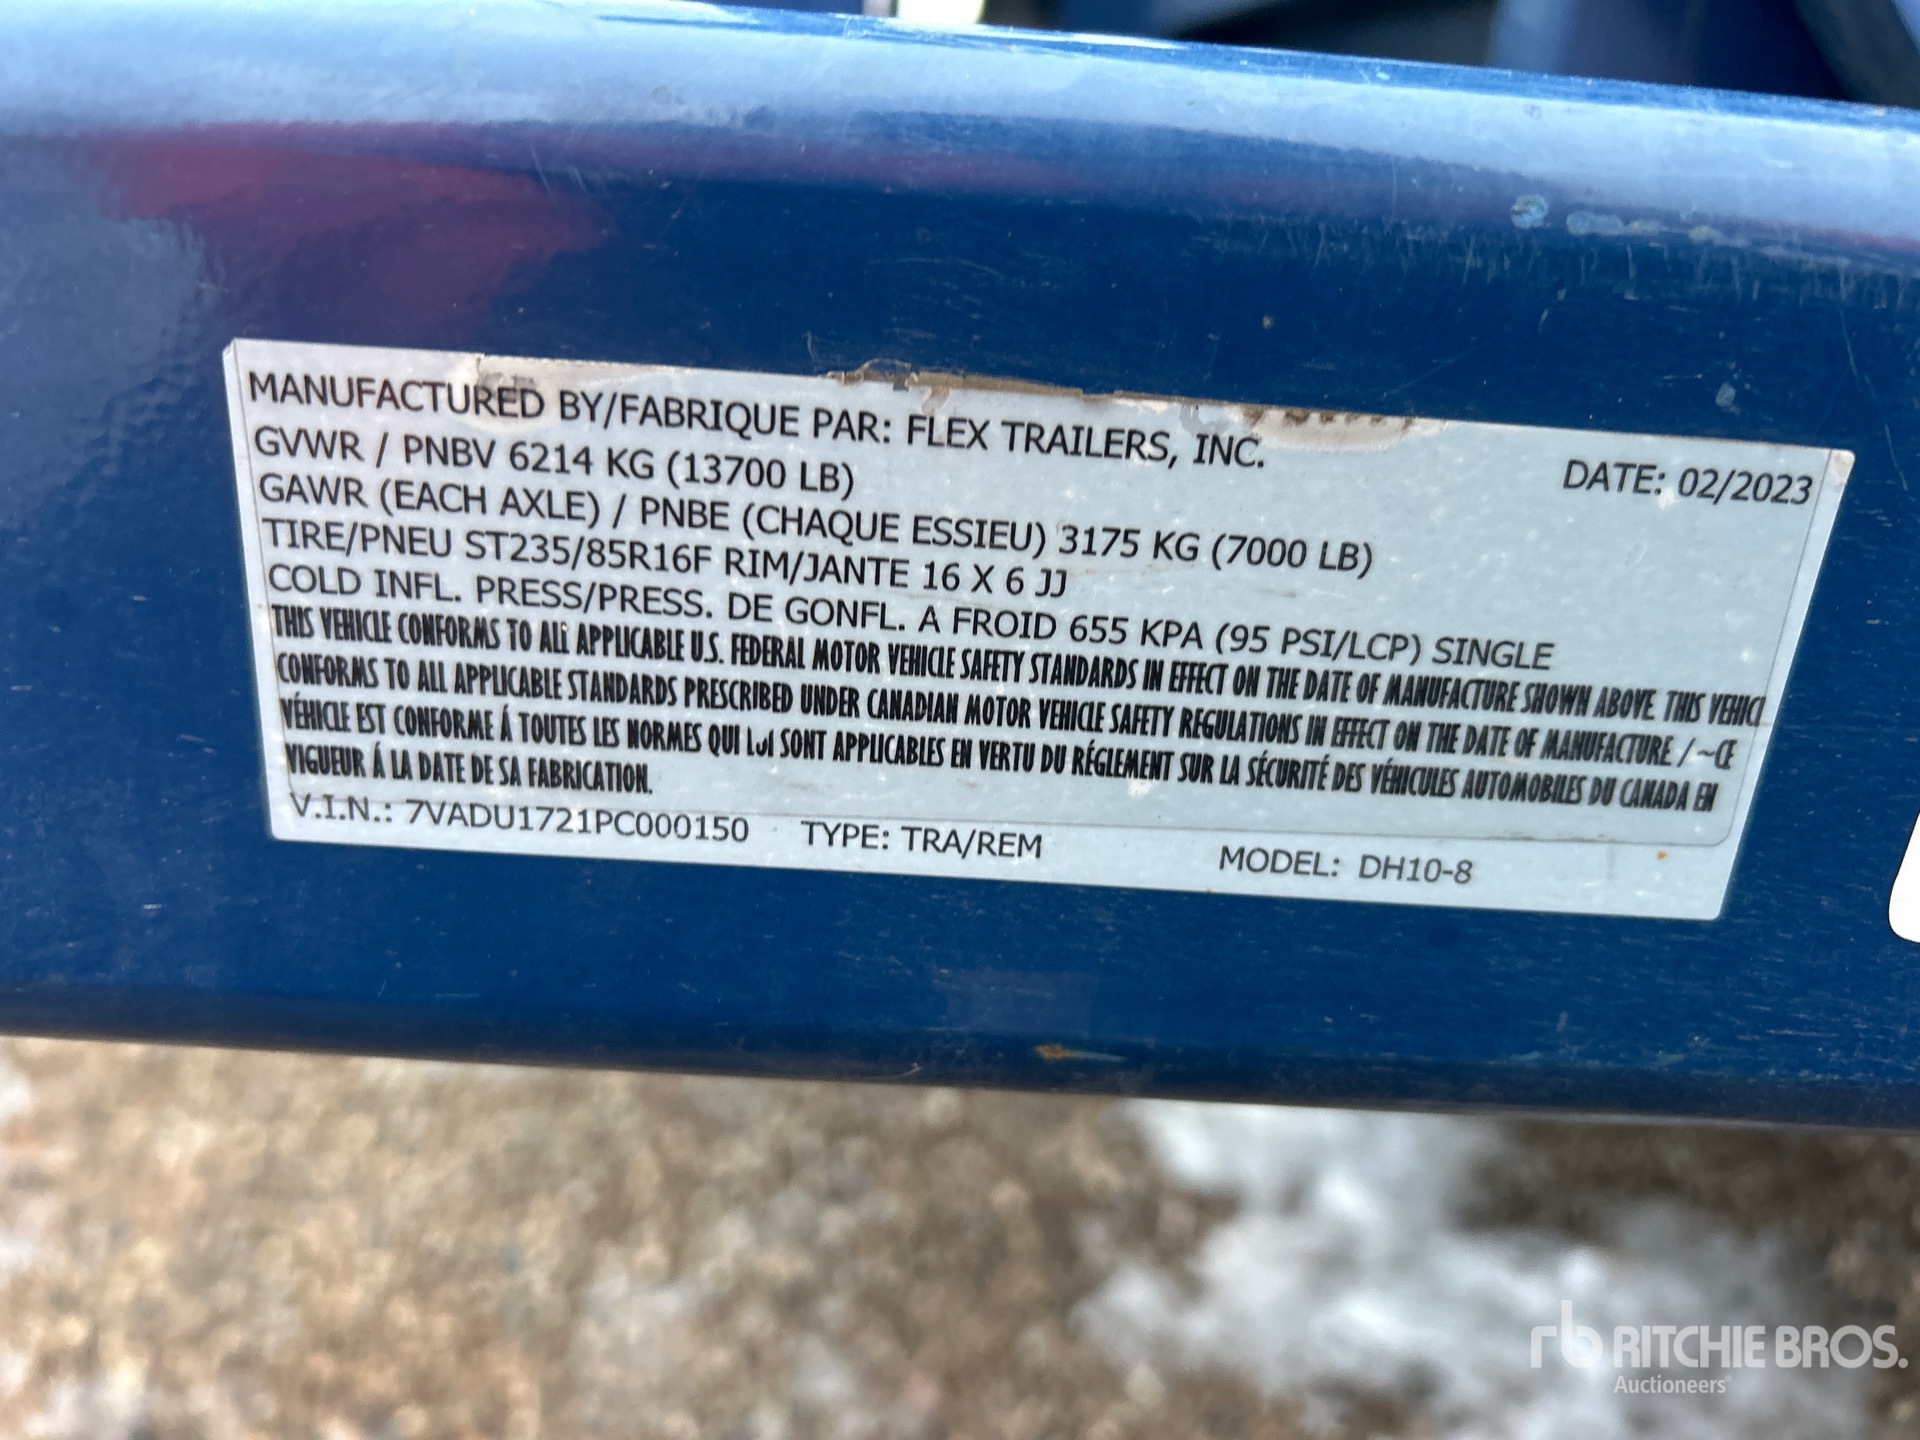 MANUFACTURED BY/FABRIQUE PAR: FLEX TRAILERS, INC.
DATE: 02/2023
GVWR / PNBV 6214 KG (13700 LB)
GAWR (EACH AXLE) / PNBE (CHAQUE ESSIEU) 3175 KG (7000 LB)
TIRE/PNEU ST235/85R16F RIM/JANTE 16 X 6 JJ
COLD INFL. PRESS/PRESS. DE GONFL. A FROID 655 KPA (95 PSI/LCP) SINGLE
THIS VEHICLE CONFORMS TO ALL APPLICABLE U.S. FEDERAL MOTOR VEHICLE SAFETY STANDARDS IN EFFECT ON THE DATE OF MANUFACTURE SHOWN ABOVE. THIS VEHICL
CONFORMS TO ALL APPLICABLE STANDARDS PRESCRIBED UNDER CANADIAN MOTOR VEHICLE SAFETY REGULATIONS IN EFFECT ON THE DATE OF MANUFACTURE / ~CE
VÉHICLE EST CONFORME Á TOUTES LES NORMES QUI LUI SONT APPLICABLES EN VERTU DU RÉGLEMENT SUR LA SÉCURITÉ DES VÉHICULES AUTOMOBILES DU CANADA EN
VIGUEUR Á LA DATE DE SA FABRICATION.
V.I.N.: 7VADU1721PC000150 TYPE: TRA/REM MODEL: DH10-8
rb RITCHIE BROS.
Auctioneers